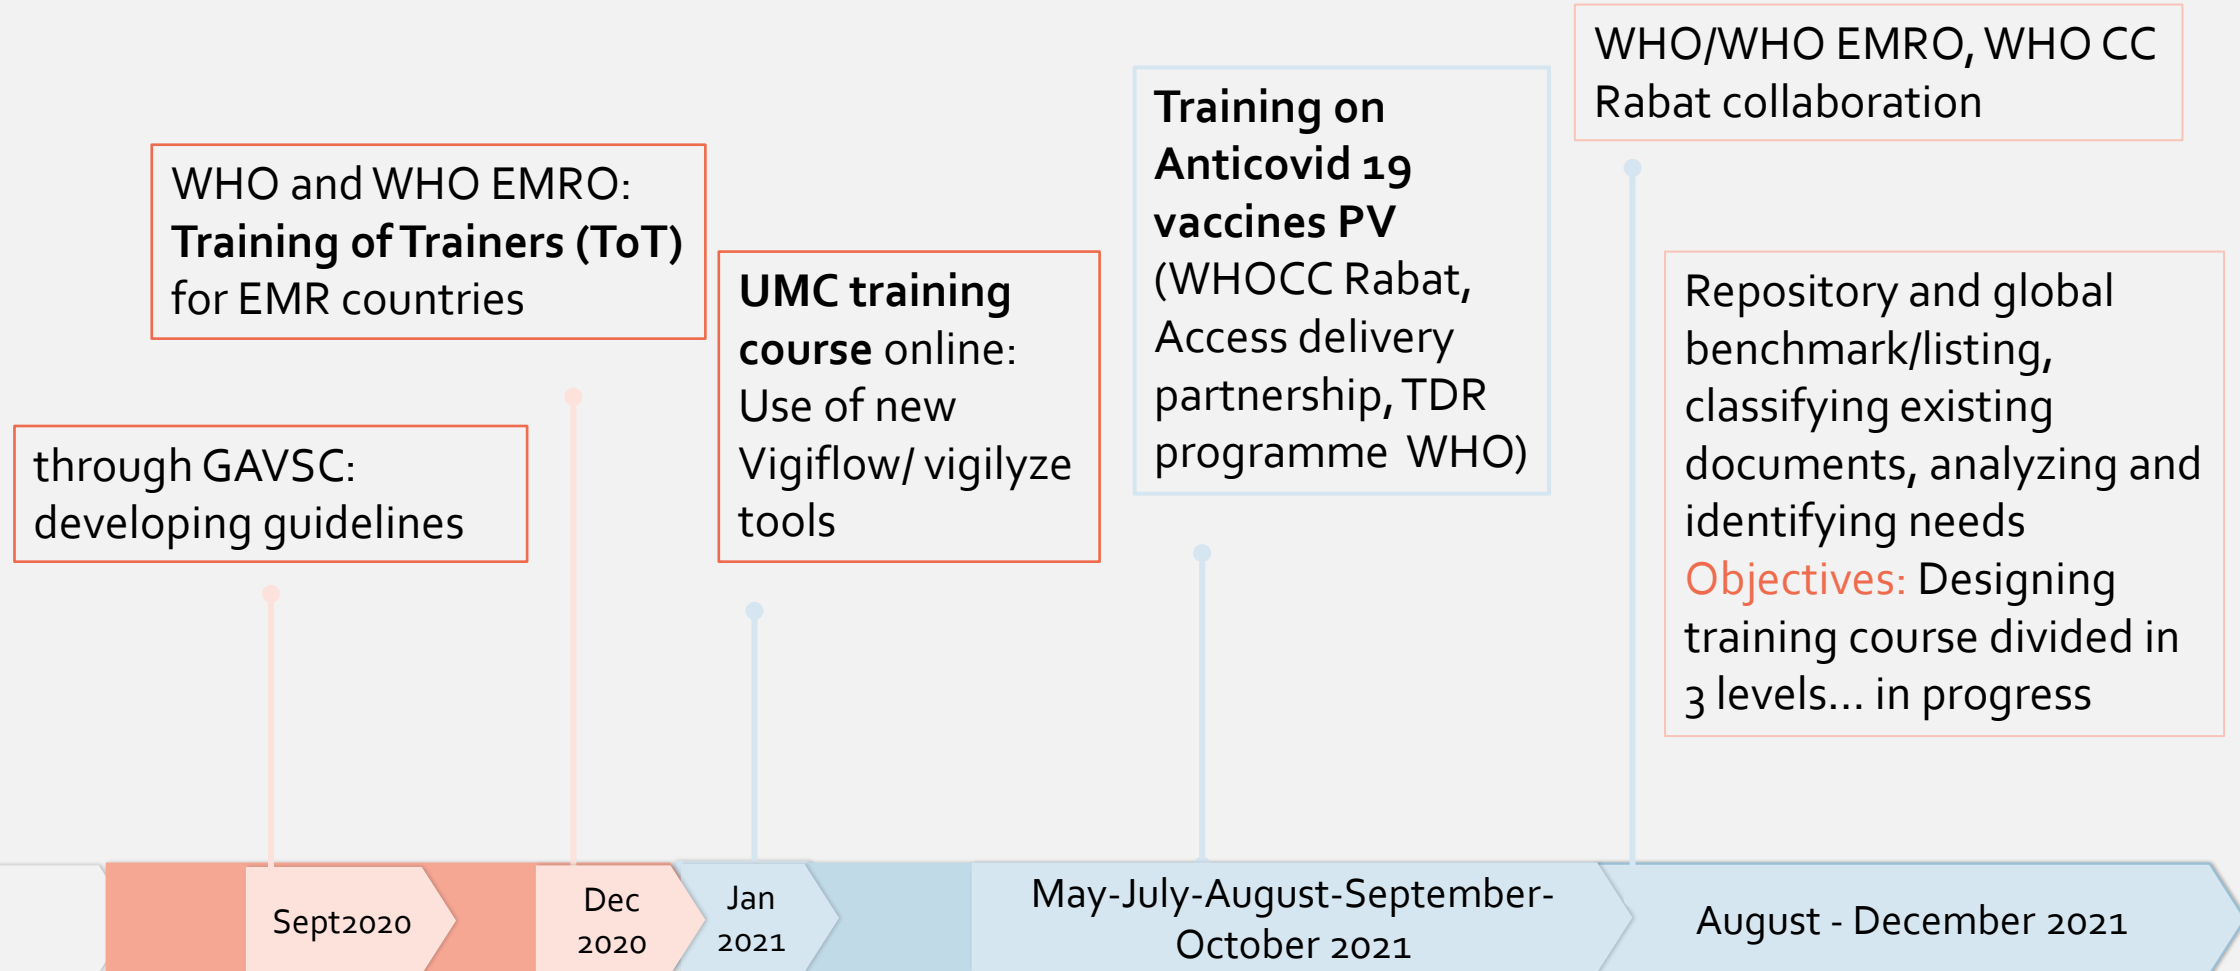 through GAVSC:
developing guidelines
WHO and WHO EMRO:
Training of Trainers (ToT)
for EMR countries
UMC training
course online:
Use of new
Vigiflow/ vigilyze
tools
Training on
Anticovid 19
vaccines PV
(WHOCC Rabat,
Access delivery
partnership, TDR
programme WHO)
WHO/WHO EMRO, WHO CC
Rabat collaboration
Repository and global
benchmark/listing,
classifying existing
documents, analyzing and
identifying needs
Objectives: Designing
training course divided in
3 levels... in progress
Sept2020
Dec
2020
Jan
2021
May-July-August-September-
October 2021
August - December 2021